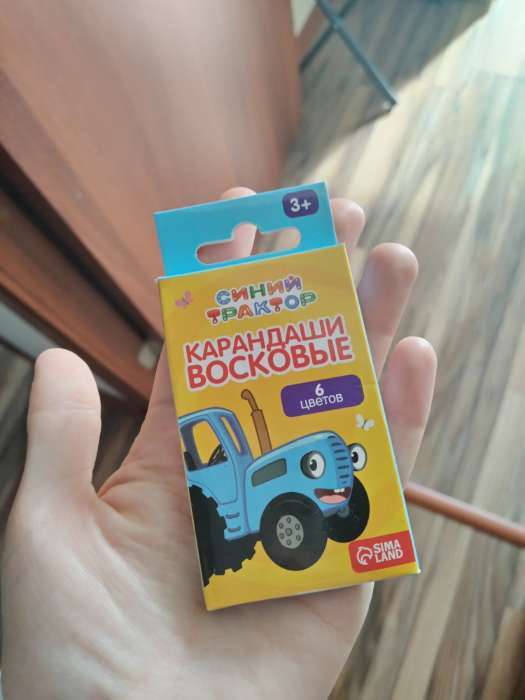 3+
СИНИЙ
ТРАКТОР
КАРАНДАШИ
ВОСКОВЫЕ
6
цветов
SIMA
LAND